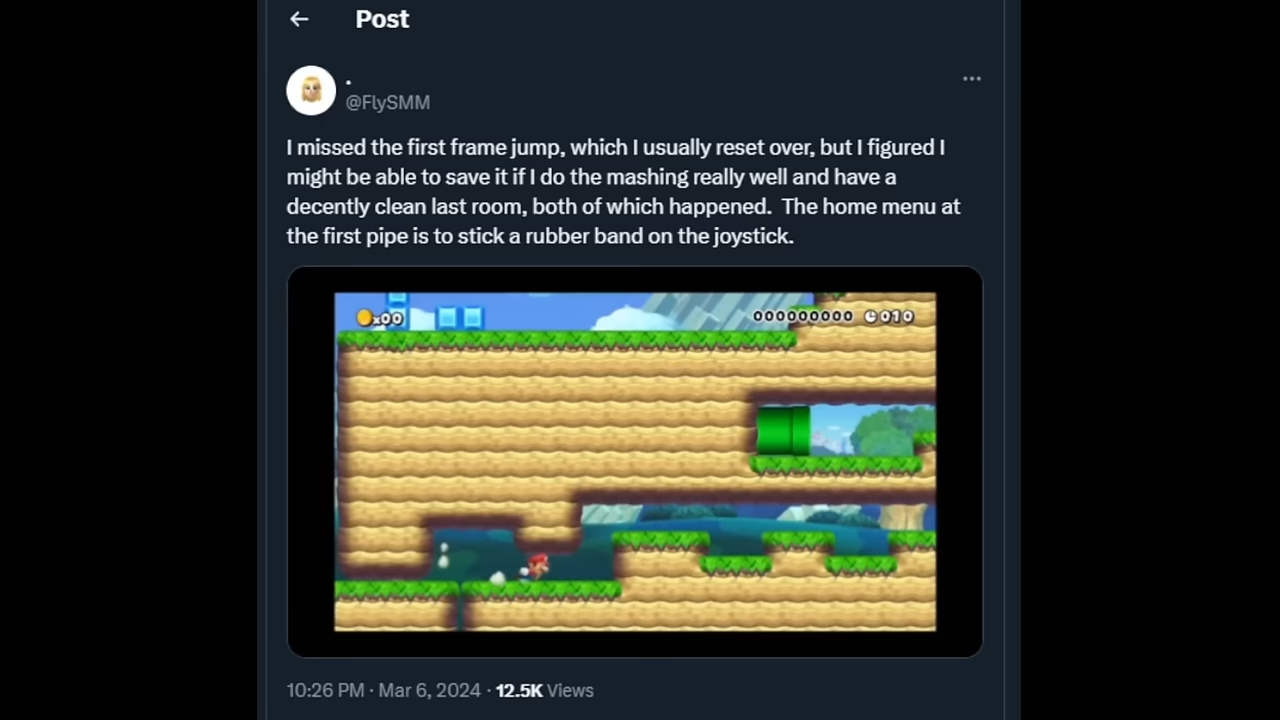 Post
.
@FlySMM
I missed the first frame jump, which I usually reset over, but I figured I
might be able to save it if I do the mashing really well and have a
decently clean last room, both of which happened.  The home menu at
the first pipe is to stick a rubber band on the joystick.
x00
000000000 010
10:26 PM · Mar 6, 2024 · 12.5K Views